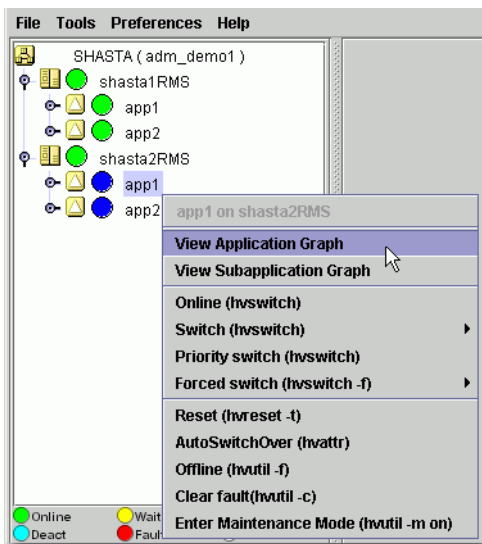 File Tools Preferences Help
SHASTA ( adm_demo1 )
shasta1RMS
app1
app2
shasta2RMS
app1
app2
app1 on shasta2RMS
View Application Graph
View Subapplication Graph
Online (hvswitch)
Switch (hvswitch)
Priority switch (hvswitch)
Forced switch (hvswitch -f)
Reset (hvreset -t)
AutoSwitchOver (hvattr)
Offline (hvutil -f)
Clear fault(hvutil -c)
Enter Maintenance Mode (hvutil -m on)
Online Wait
Deact Faul